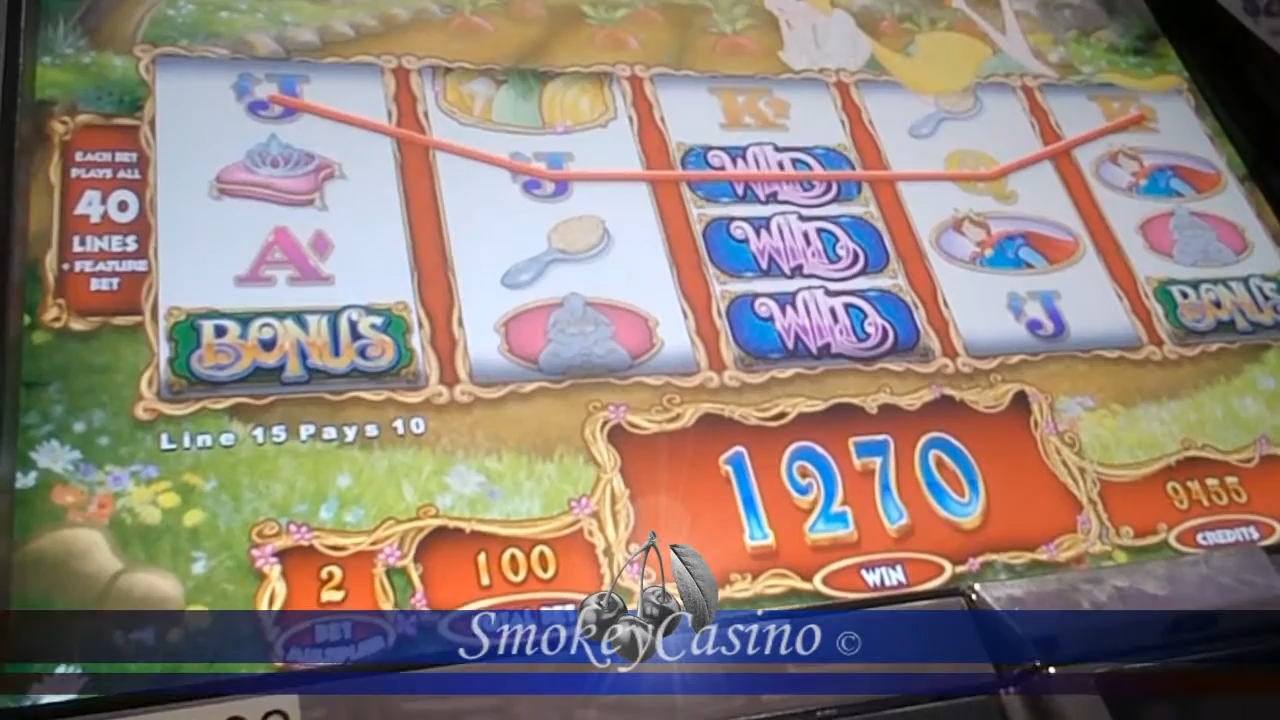 J
K
K
EACH BET
PLAYS ALL
40
LINES
+ FEATURE
BET
J
WILD
Q
A
WILD
BONUS
WILD
J
BONUS
Line 15 Pays 10
1270
9455
CREDITS
2
100
WIN
BET
SmokeyCasino ©